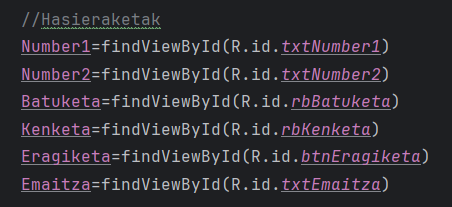 //Hasieraketak
Number1=findViewById(R.id.txtNumber1)
Number2=findViewById(R.id.txtNumber2)
Batuketa=findViewById(R.id.rbBatuketa)
Kenketa=findViewById(R.id.rbKenketa)
Eragiketa=findViewById(R.id.btnEragiketa)
Emaitza=findViewById(R.id.txtEmaitza)